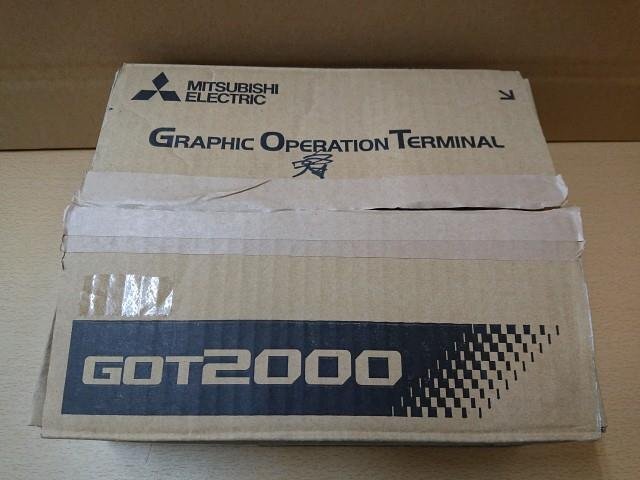 MITSUBISHI
ELECTRIC
GRAPHIC OPERATION TERMINAL
GOT2000